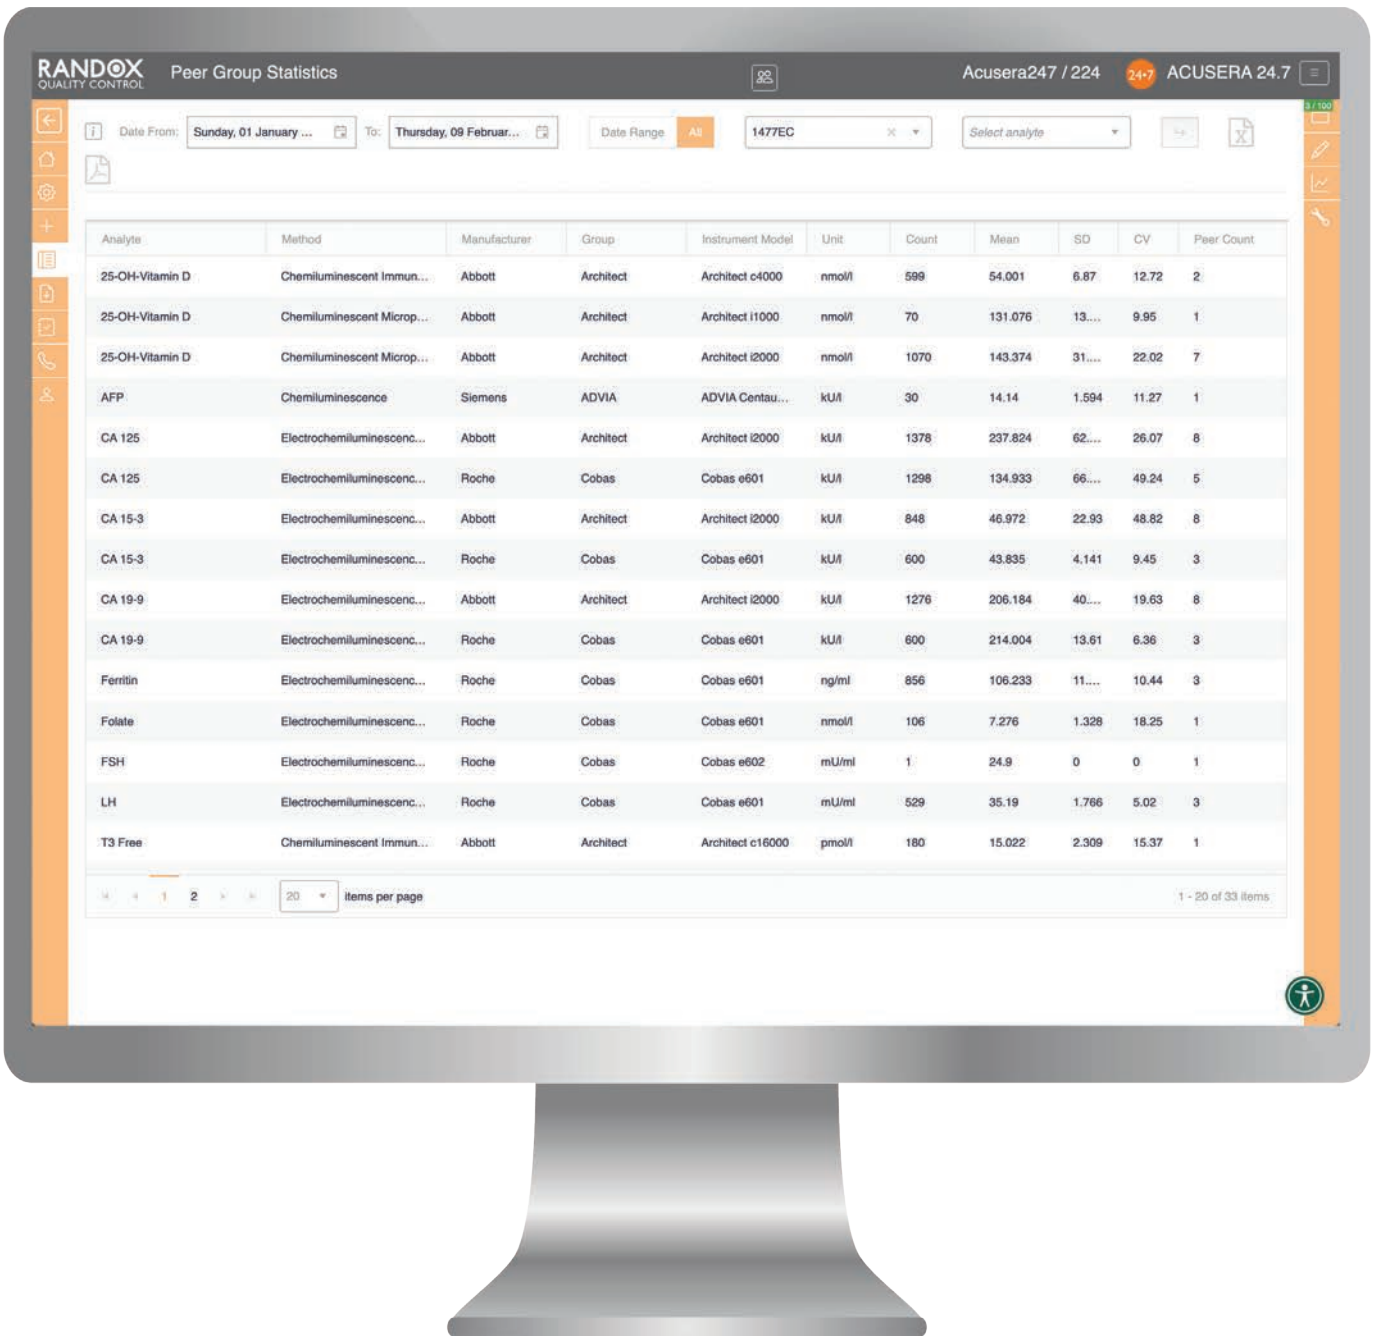 RANDOX
QUALITY CONTROL
Peer Group Statistics
Acusera247 / 224
24•7
ACUSERA 24.7
3 / 100
Date From: Sunday, 01 January ... To: Thursday, 09 Februar... Date Range All 1477EC Select analyte
Analyte Method Manufacturer Group Instrument Model Unit Count Mean SD CV Peer Count
25-OH-Vitamin D Chemiluminescent Immun... Abbott Architect Architect c4000 nmol/l 599 54.001 6.87 12.72 2
25-OH-Vitamin D Chemiluminescent Microp... Abbott Architect Architect i1000 nmol/l 70 131.076 13.... 9.95 1
25-OH-Vitamin D Chemiluminescent Microp... Abbott Architect Architect i2000 nmol/l 1070 143.374 31.... 22.02 7
AFP Chemiluminescence Siemens ADVIA ADVIA Centau... kU/l 30 14.14 1.594 11.27 1
CA 125 Electrochemiluminescenc... Abbott Architect Architect i2000 kU/l 1378 237.824 62.... 26.07 8
CA 125 Electrochemiluminescenc... Roche Cobas Cobas e601 kU/l 1298 134.933 66.... 49.24 5
CA 15-3 Electrochemiluminescenc... Abbott Architect Architect i2000 kU/l 848 46.972 22.93 48.82 8
CA 15-3 Electrochemiluminescenc... Roche Cobas Cobas e601 kU/l 600 43.835 4.141 9.45 3
CA 19-9 Electrochemiluminescenc... Abbott Architect Architect i2000 kU/l 1276 206.184 40.... 19.63 8
CA 19-9 Electrochemiluminescenc... Roche Cobas Cobas e601 kU/l 600 214.004 13.61 6.36 3
Ferritin Electrochemiluminescenc... Roche Cobas Cobas e601 ng/ml 856 106.233 11.... 10.44 3
Folate Electrochemiluminescenc... Roche Cobas Cobas e601 nmol/l 106 7.276 1.328 18.25 1
FSH Electrochemiluminescenc... Roche Cobas Cobas e602 mU/ml 1 24.9 0 0 1
LH Electrochemiluminescenc... Roche Cobas Cobas e601 mU/ml 529 35.19 1.766 5.02 3
T3 Free Chemiluminescent Immun... Abbott Architect Architect c16000 pmol/l 180 15.022 2.309 15.37 1
1 2 20 items per page 1 - 20 of 33 items